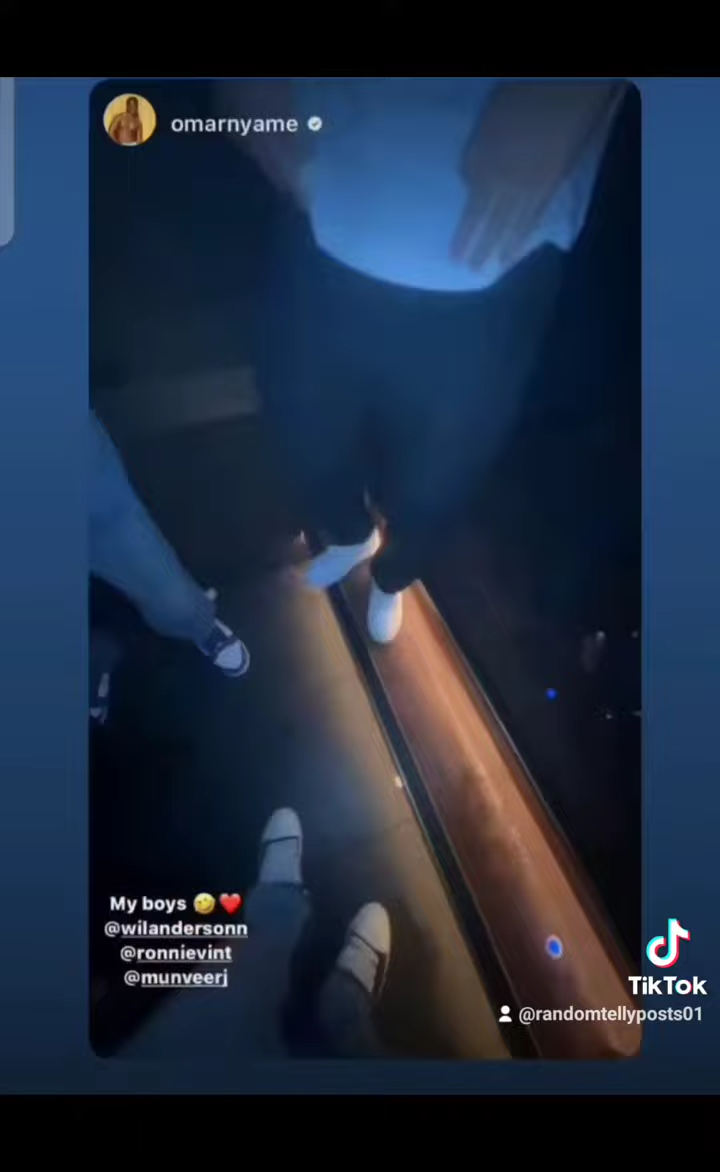 omarnyame
My boys 🤣❤️
@wilandersonn
@ronnievint
@munveerj
TikTok
@randomtellyposts01